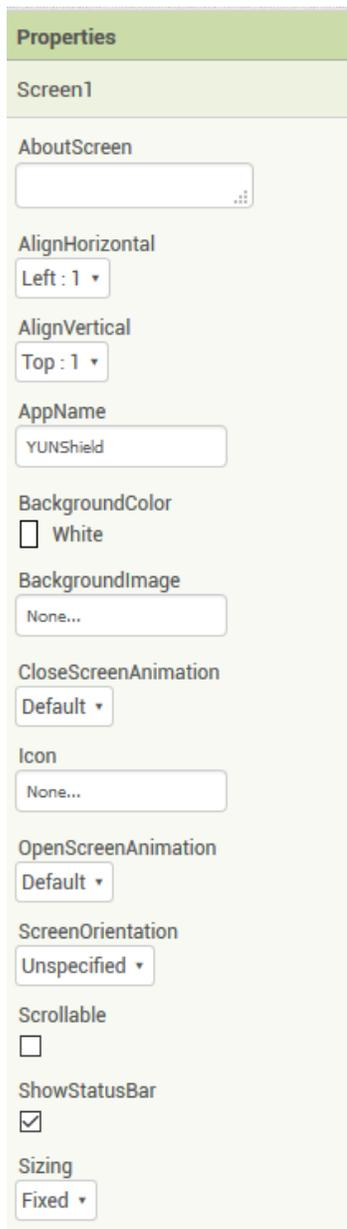 Properties
Screen1
AboutScreen
AlignHorizontal
Left : 1
AlignVertical
Top : 1
AppName
YUNShield
BackgroundColor
White
BackgroundImage
None...
CloseScreenAnimation
Default
Icon
None...
OpenScreenAnimation
Default
ScreenOrientation
Unspecified
Scrollable
ShowStatusBar
Sizing
Fixed